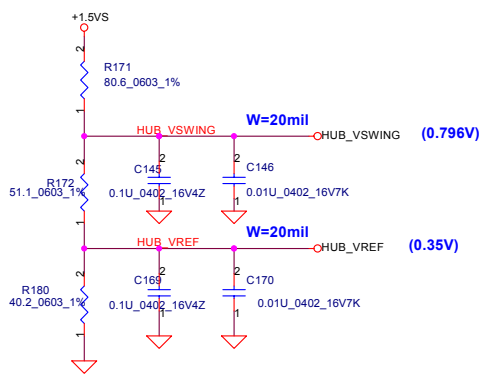 +1.5VS
2
R171
80.6_0603_1%
1
W=20mil
HUB_VSWING
HUB_VSWING
(0.796V)
2
R172
51.1_0603_1%
1
C145
2
0.1U_0402_16V4Z
1
C146
2
0.01U_0402_16V7K
1
W=20mil
HUB_VREF
HUB_VREF
(0.35V)
2
R180
40.2_0603_1%
1
C169
2
0.1U_0402_16V4Z
1
C170
2
0.01U_0402_16V7K
1